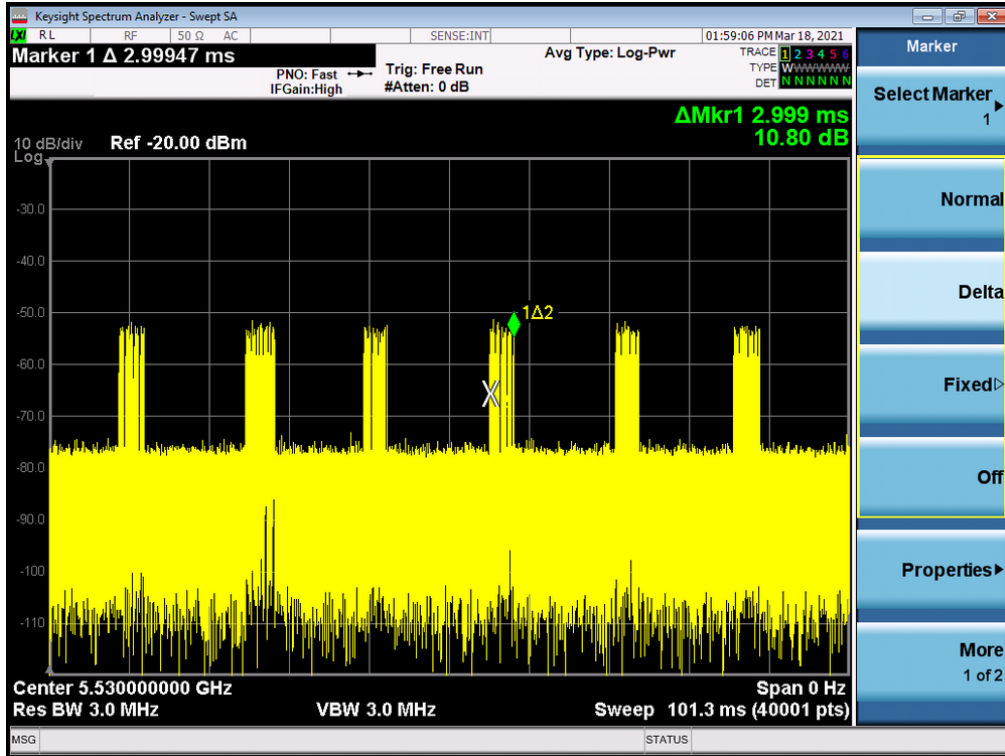 Keysight Spectrum Analyzer - Swept SA
LXI RL RF 50 Ω AC SENSE:INT 01:59:06 PM Mar 18, 2021
Marker 1 Δ 2.99947 ms
PNO: Fast
IFGain:High
Trig: Free Run
#Atten: 0 dB
Avg Type: Log-Pwr
TRACE 1 2 3 4 5 6
TYPE WWWWWW
DET N N N N N N
ΔMkr1 2.999 ms
10.80 dB
10 dB/div Ref -20.00 dBm
Log
-30.0
-40.0
-50.0
1Δ2
-60.0
X
-70.0
-80.0
-90.0
-100
-110
Center 5.530000000 GHz Span 0 Hz
Res BW 3.0 MHz VBW 3.0 MHz Sweep 101.3 ms (40001 pts)
MSG STATUS
Marker
Select Marker
1
Normal
Delta
Fixed
Off
Properties
More
1 of 2